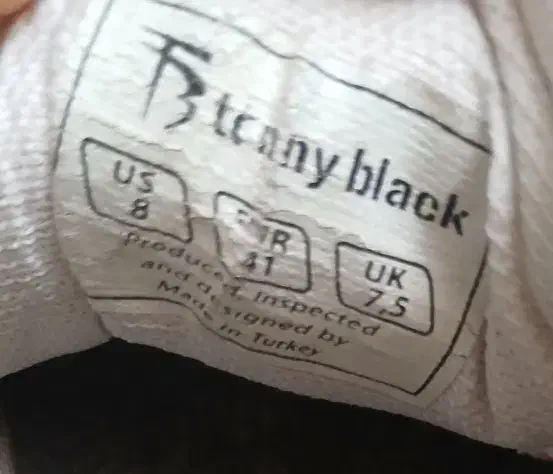 tonny black
US
8
EUR
41
UK
7,5
Produced, inspected
and designed by
Made in Turkey